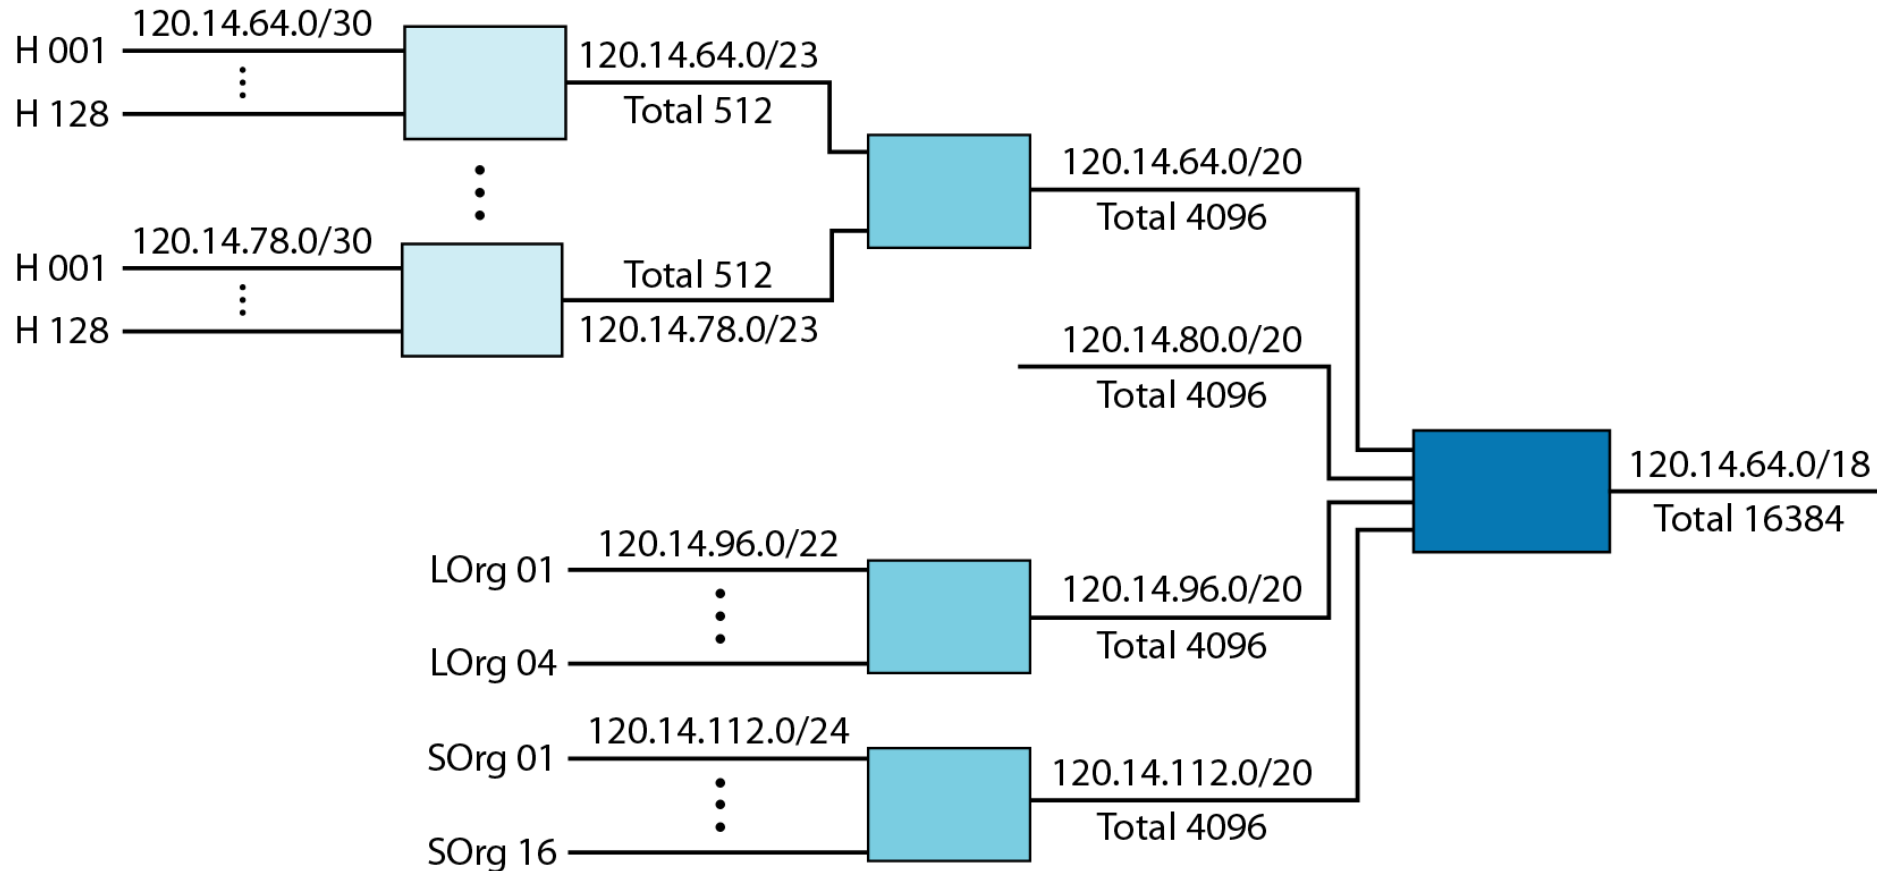 120.14.64.0/30
H 001
H 128
120.14.64.0/23
Total 512
120.14.78.0/30
H 001
H 128
Total 512
120.14.78.0/23
120.14.64.0/20
Total 4096
120.14.80.0/20
Total 4096
120.14.64.0/18
Total 16384
120.14.96.0/22
LOrg 01
LOrg 04
120.14.96.0/20
Total 4096
120.14.112.0/24
SOrg 01
SOrg 16
120.14.112.0/20
Total 4096